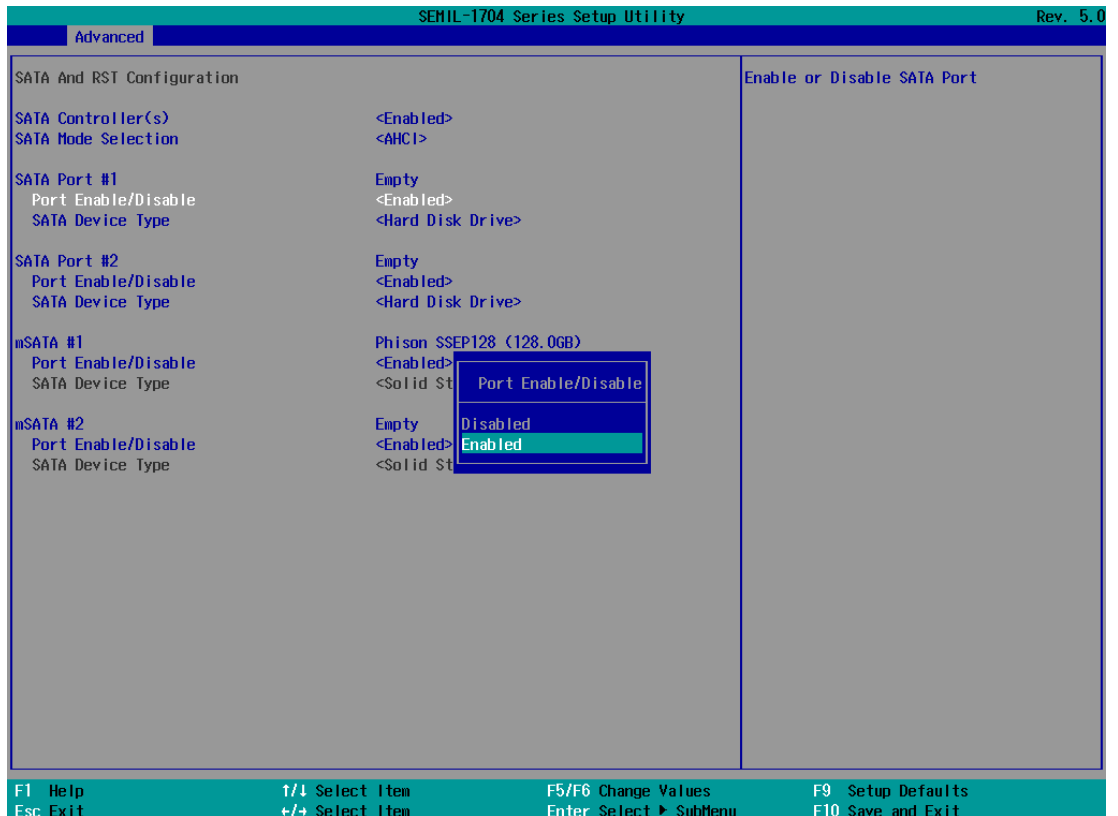 SEMIL-1704 Series Setup Utility Rev. 5.0
Advanced
SATA And RST Configuration
Enable or Disable SATA Port
SATA Controller(s) <Enabled>
SATA Mode Selection <AHCI>
SATA Port #1 Empty
Port Enable/Disable <Enabled>
SATA Device Type <Hard Disk Drive>
SATA Port #2 Empty
Port Enable/Disable <Enabled>
SATA Device Type <Hard Disk Drive>
mSATA #1 Phison SSEP128 (128.0GB)
Port Enable/Disable <Enabled>
SATA Device Type <Solid St
mSATA #2 Empty
Port Enable/Disable <Enabled>
SATA Device Type <Solid St
Port Enable/Disable
Disabled
Enabled
F1 Help ↑/↓ Select Item F5/F6 Change Values F9 Setup Defaults
Esc Exit ←/→ Select Item Enter Select ▶ SubMenu F10 Save and Exit